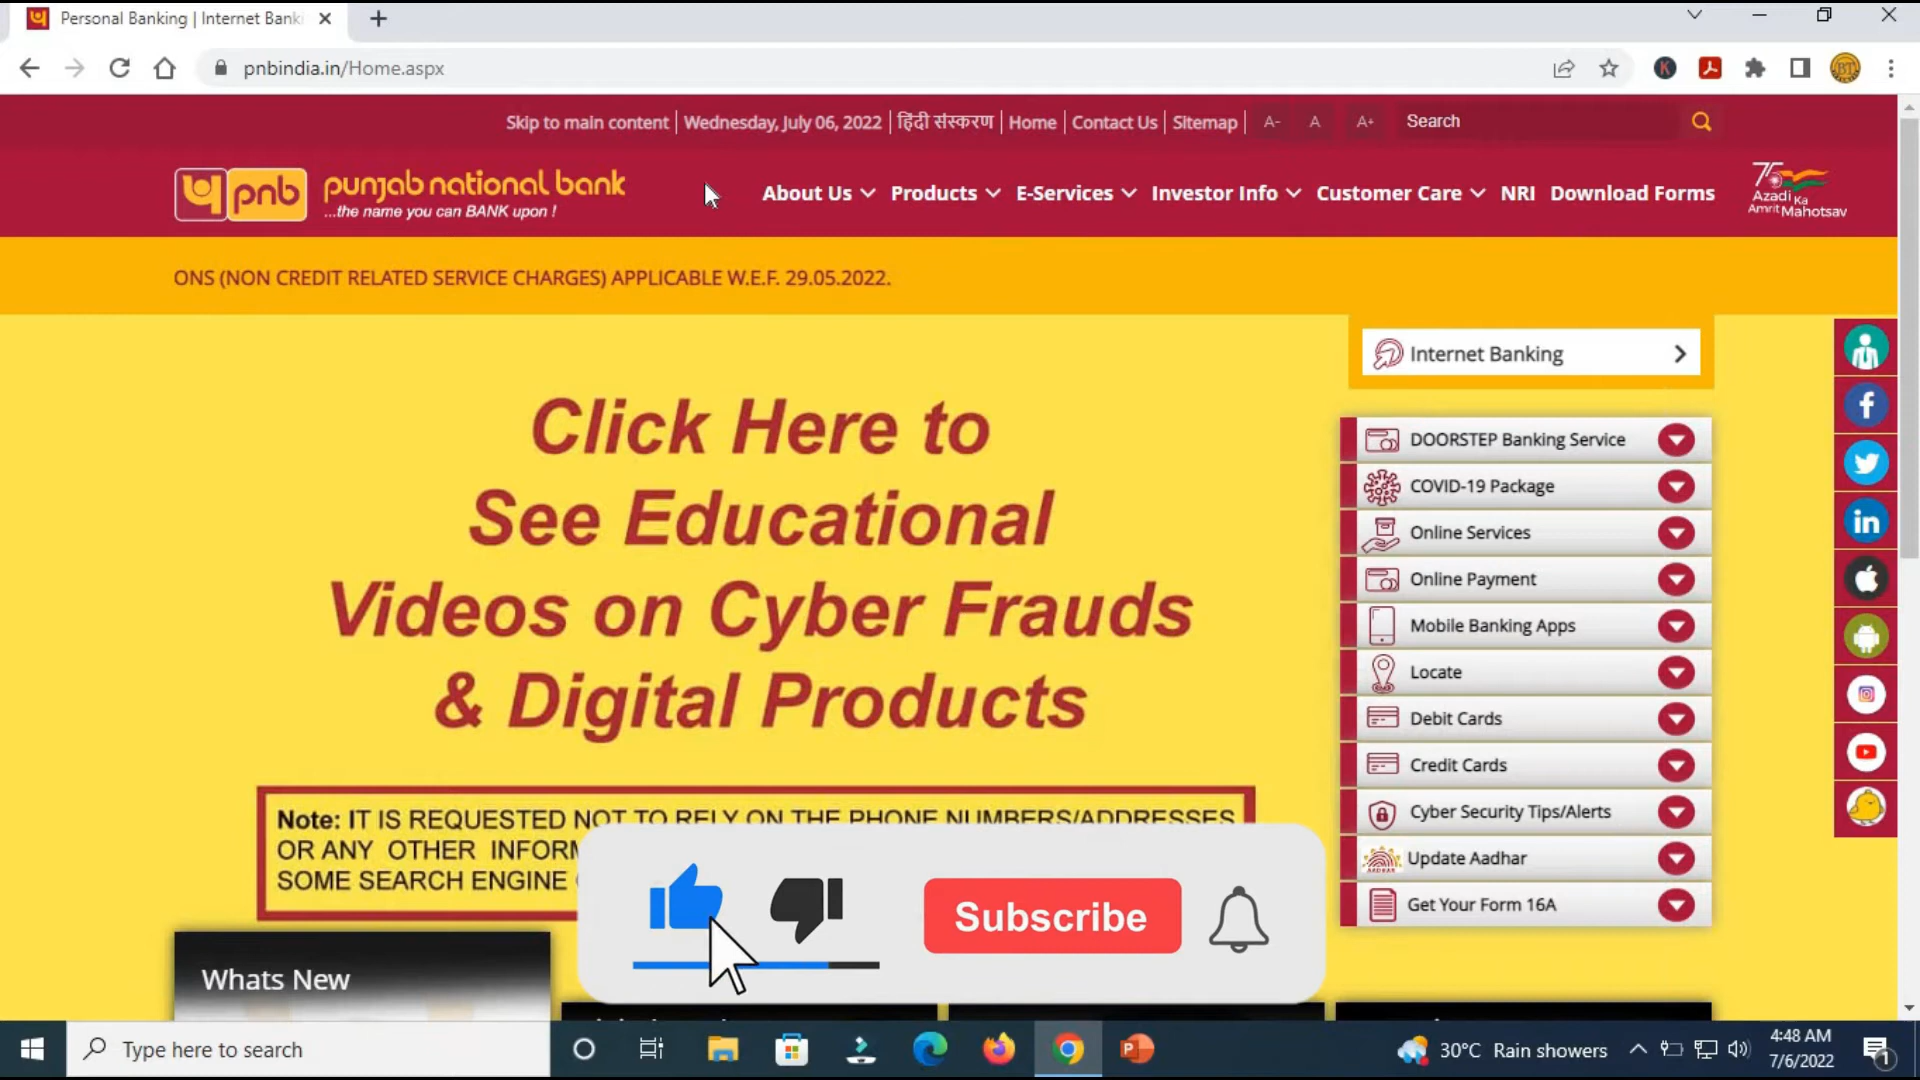 Personal Banking | Internet Bank
pnbindia.in/Home.aspx
Skip to main content Wednesday, July 06, 2022 हिंदी संस्करण Home Contact Us Sitemap A- A A+ Search
pnb punjab national bank
...the name you can BANK upon !
About Us Products E-Services Investor Info Customer Care NRI Download Forms
75 Azadi Ka Amrit Mahotsav
ONS (NON CREDIT RELATED SERVICE CHARGES) APPLICABLE W.E.F. 29.05.2022.
Internet Banking
Click Here to
See Educational
Videos on Cyber Frauds
& Digital Products
DOORSTEP Banking Service
COVID-19 Package
Online Services
Online Payment
Mobile Banking Apps
Locate
Debit Cards
Credit Cards
Cyber Security Tips/Alerts
Update Aadhar
Get Your Form 16A
Note: IT IS REQUESTED NOT TO RELY ON THE PHONE NUMBERS/ADDRESSES
OR ANY OTHER INFORM
SOME SEARCH ENGINE
Subscribe
Whats New
Type here to search
30°C Rain showers
4:48 AM
7/6/2022
1